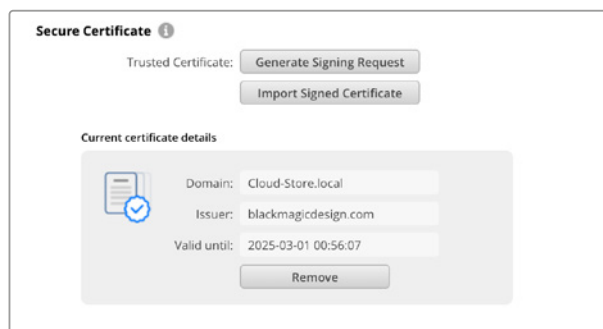 Secure Certificate
Trusted Certificate: Generate Signing Request
Import Signed Certificate
Current certificate details
Domain: Cloud-Store.local
Issuer: blackmagicdesign.com
Valid until: 2025-03-01 00:56:07
Remove